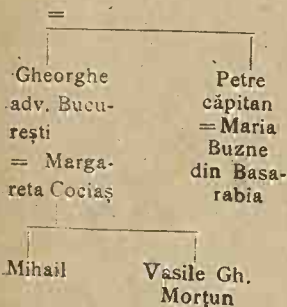 =
Gheorghe
adv. Bucu-
rești
= Marga-
reta Cociaș
Petre
căpitan
= Maria
Buzne
din Basa-
rabia
Mihail
Vasile Gh.
Morțun